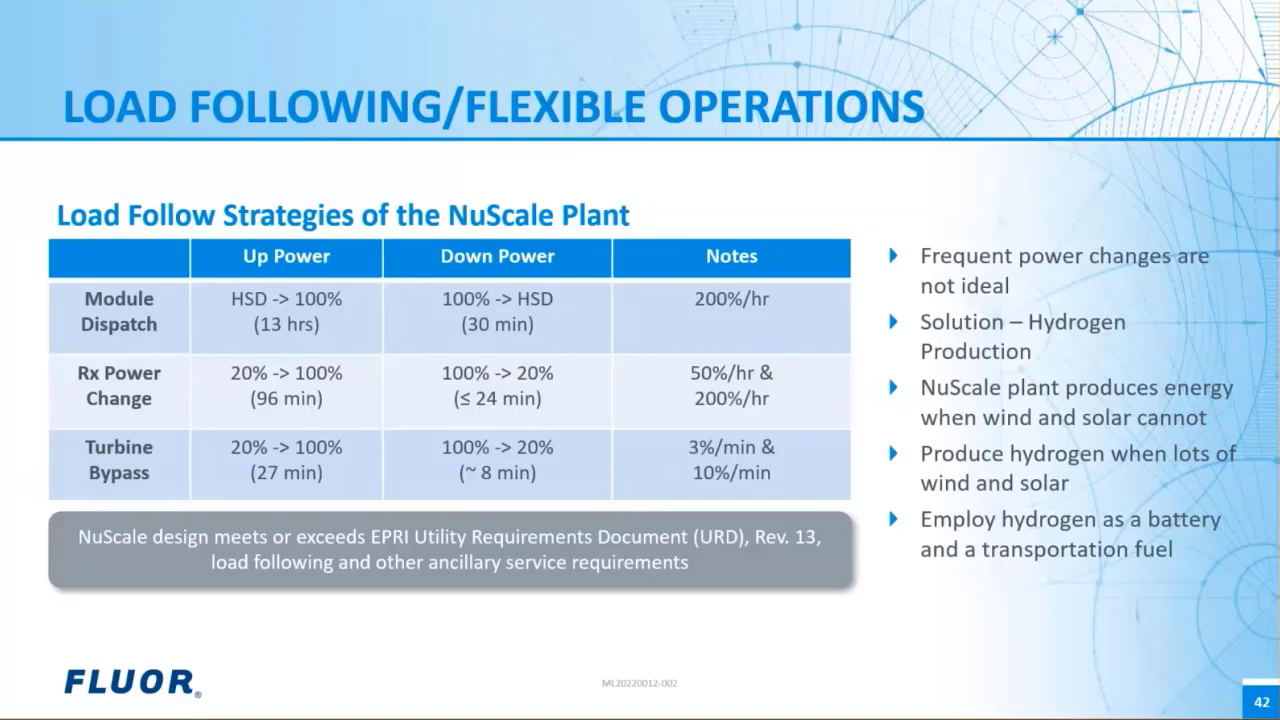 LOAD FOLLOWING/FLEXIBLE OPERATIONS
Load Follow Strategies of the NuScale Plant
Up Power Down Power Notes
Module Dispatch HSD -> 100% (13 hrs) 100% -> HSD (30 min) 200%/hr
Rx Power Change 20% -> 100% (96 min) 100% -> 20% (≤ 24 min) 50%/hr & 200%/hr
Turbine Bypass 20% -> 100% (27 min) 100% -> 20% (~ 8 min) 3%/min & 10%/min
NuScale design meets or exceeds EPRI Utility Requirements Document (URD), Rev. 13,
load following and other ancillary service requirements
Frequent power changes are
not ideal
Solution – Hydrogen
Production
NuScale plant produces energy
when wind and solar cannot
Produce hydrogen when lots of
wind and solar
Employ hydrogen as a battery
and a transportation fuel
FLUOR®
ML20220012-002
42